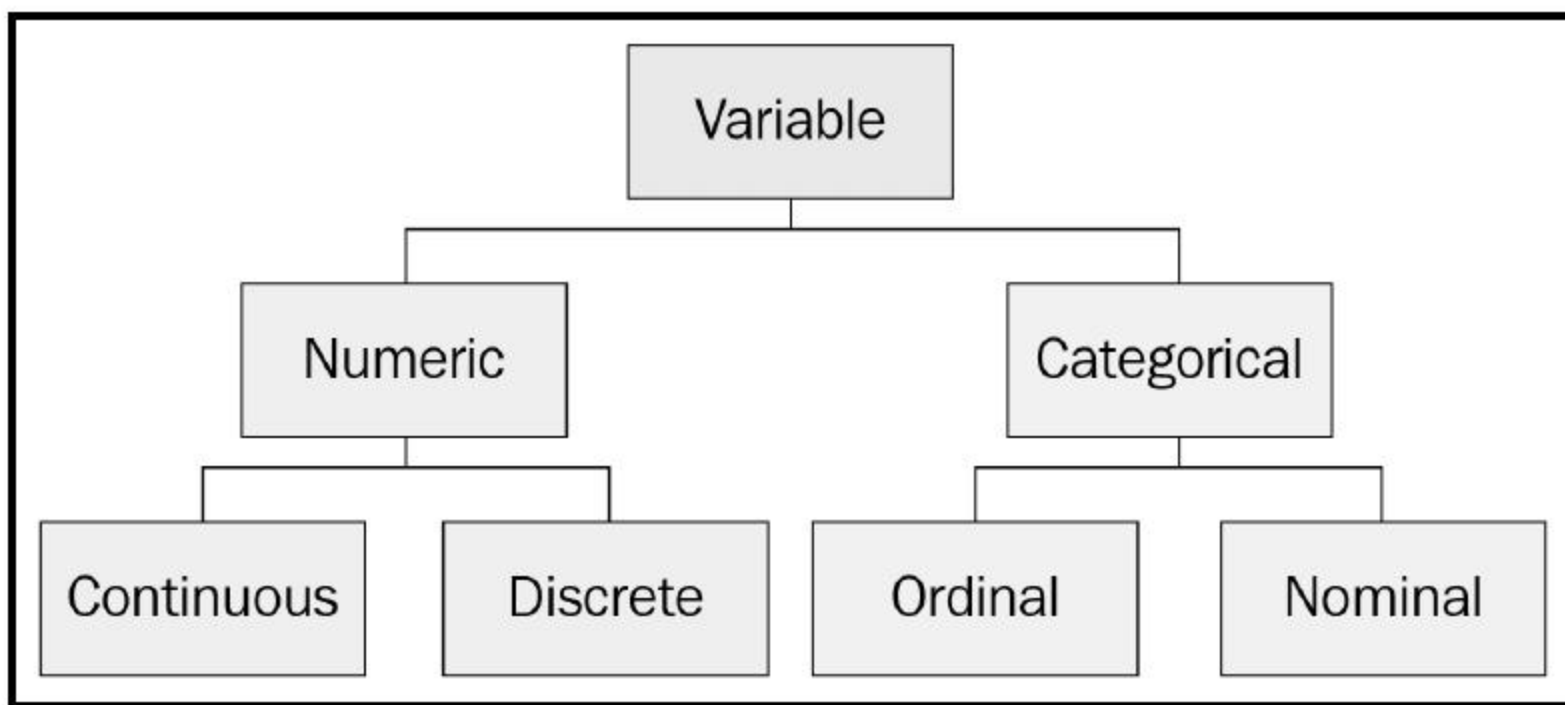 Variable
Numeric
Categorical
Continuous
Discrete
Ordinal
Nominal